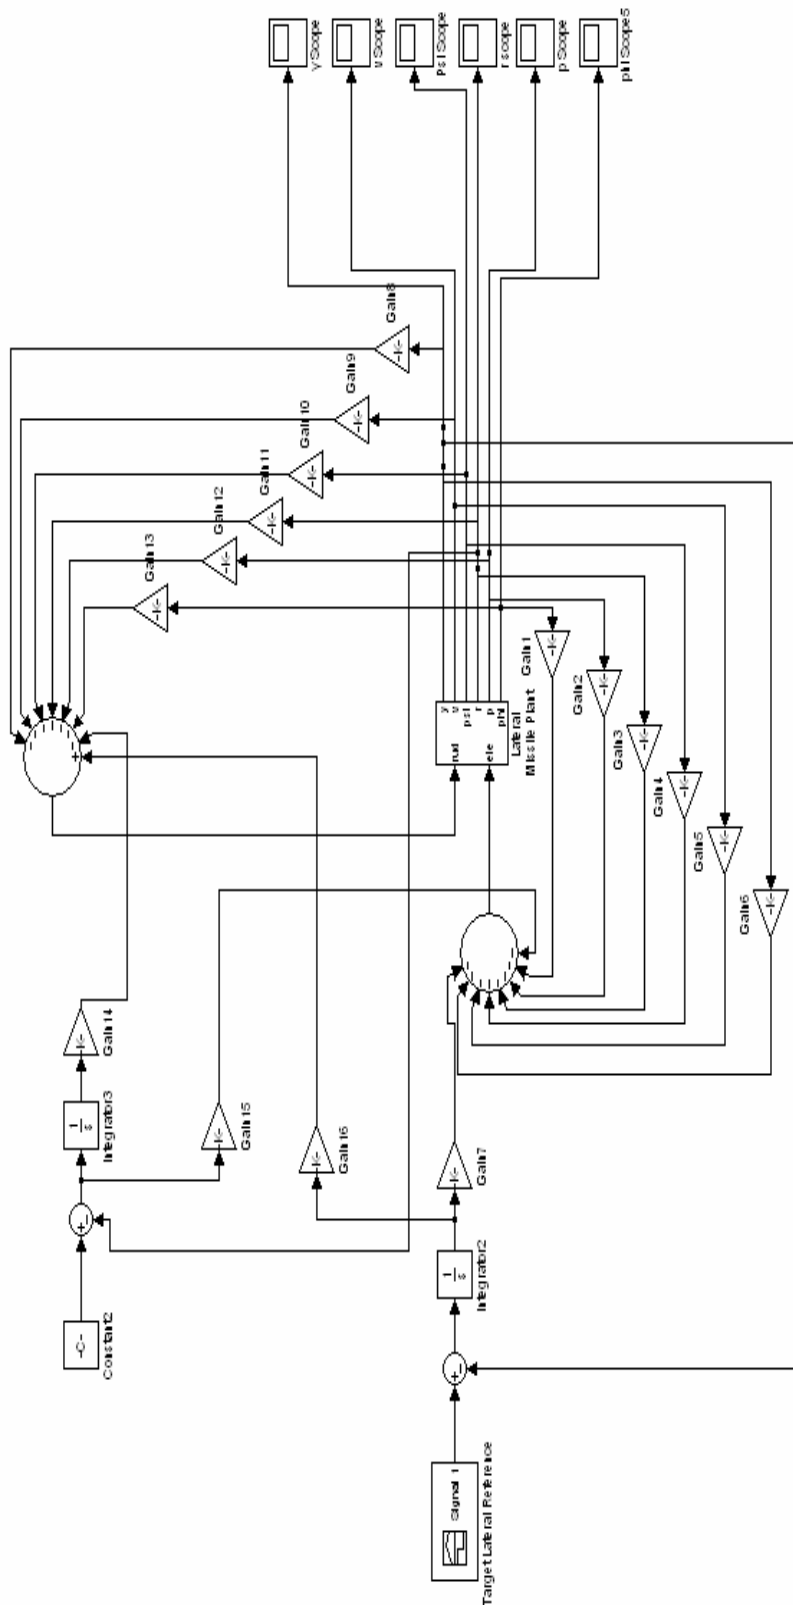 y Scope
v Scope
Psi Scope
r scope
p Scope
phi Scope5
Gain8
-K-
Gain9
-K-
Gain10
-K-
Gain11
-K-
Gain12
-K-
Gain13
-K-
y
v
psi
r
p
phi
rud
ele
Lateral
Missile Plant
Gain1
-K-
Gain2
-K-
Gain3
-K-
Gain4
-K-
Gain5
-K-
Gain6
-K-
Gain14
-K-
Integrator3
1
s
Gain15
-K-
Gain16
-K-
Gain7
-K-
Integrator2
1
s
-C-
Constant2
Signal 1
Target Lateral Reference